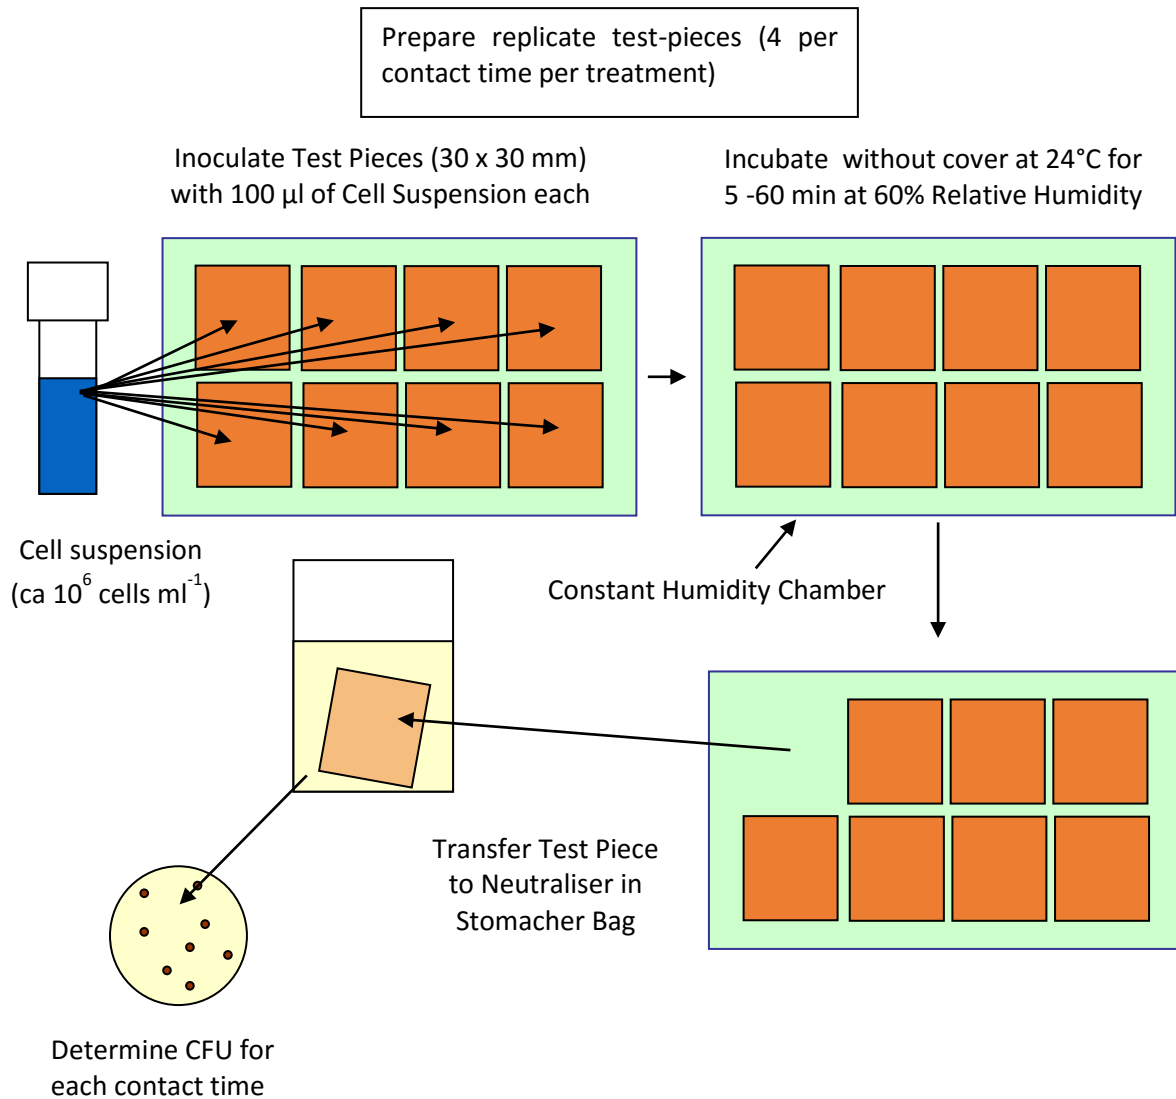 Prepare replicate test-pieces (4 per
contact time per treatment)
Inoculate Test Pieces (30 x 30 mm)
with 100 µl of Cell Suspension each
Incubate without cover at 24°C for
5 -60 min at 60% Relative Humidity
Cell suspension
(ca 10⁶ cells ml⁻¹)
Constant Humidity Chamber
Transfer Test Piece
to Neutraliser in
Stomacher Bag
Determine CFU for
each contact time